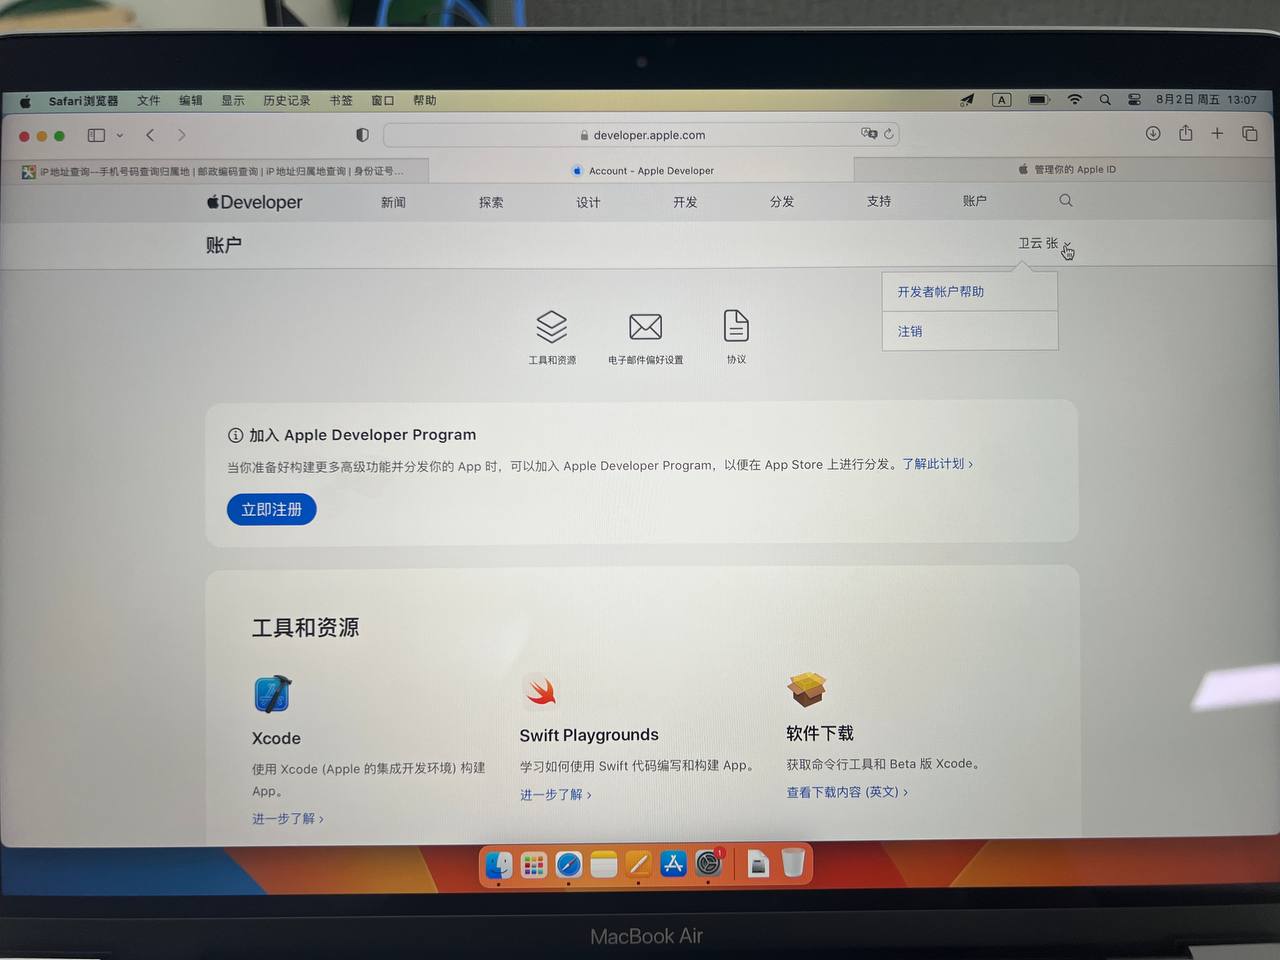 Safari浏览器 文件 编辑 显示 历史记录 书签 窗口 帮助 A 8月2日 周五 13:07
developer.apple.com
iP地址查询--手机号码查询归属地 | 邮政编码查询 | iP地址归属地查询 | 身份证号... Account - Apple Developer 管理你的 Apple ID
Developer 新闻 探索 设计 开发 分发 支持 账户
账户 卫云 张
开发者帐户帮助
注销
工具和资源 电子邮件偏好设置 协议
加入 Apple Developer Program
当你准备好构建更多高级功能并分发你的 App 时，可以加入 Apple Developer Program，以便在 App Store 上进行分发。了解此计划 ›
立即注册
工具和资源
Xcode Swift Playgrounds 软件下载
使用 Xcode (Apple 的集成开发环境) 构建 学习如何使用 Swift 代码编写和构建 App。 获取命令行工具和 Beta 版 Xcode。
App。 进一步了解 › 查看下载内容 (英文) ›
进一步了解 ›
1
MacBook Air